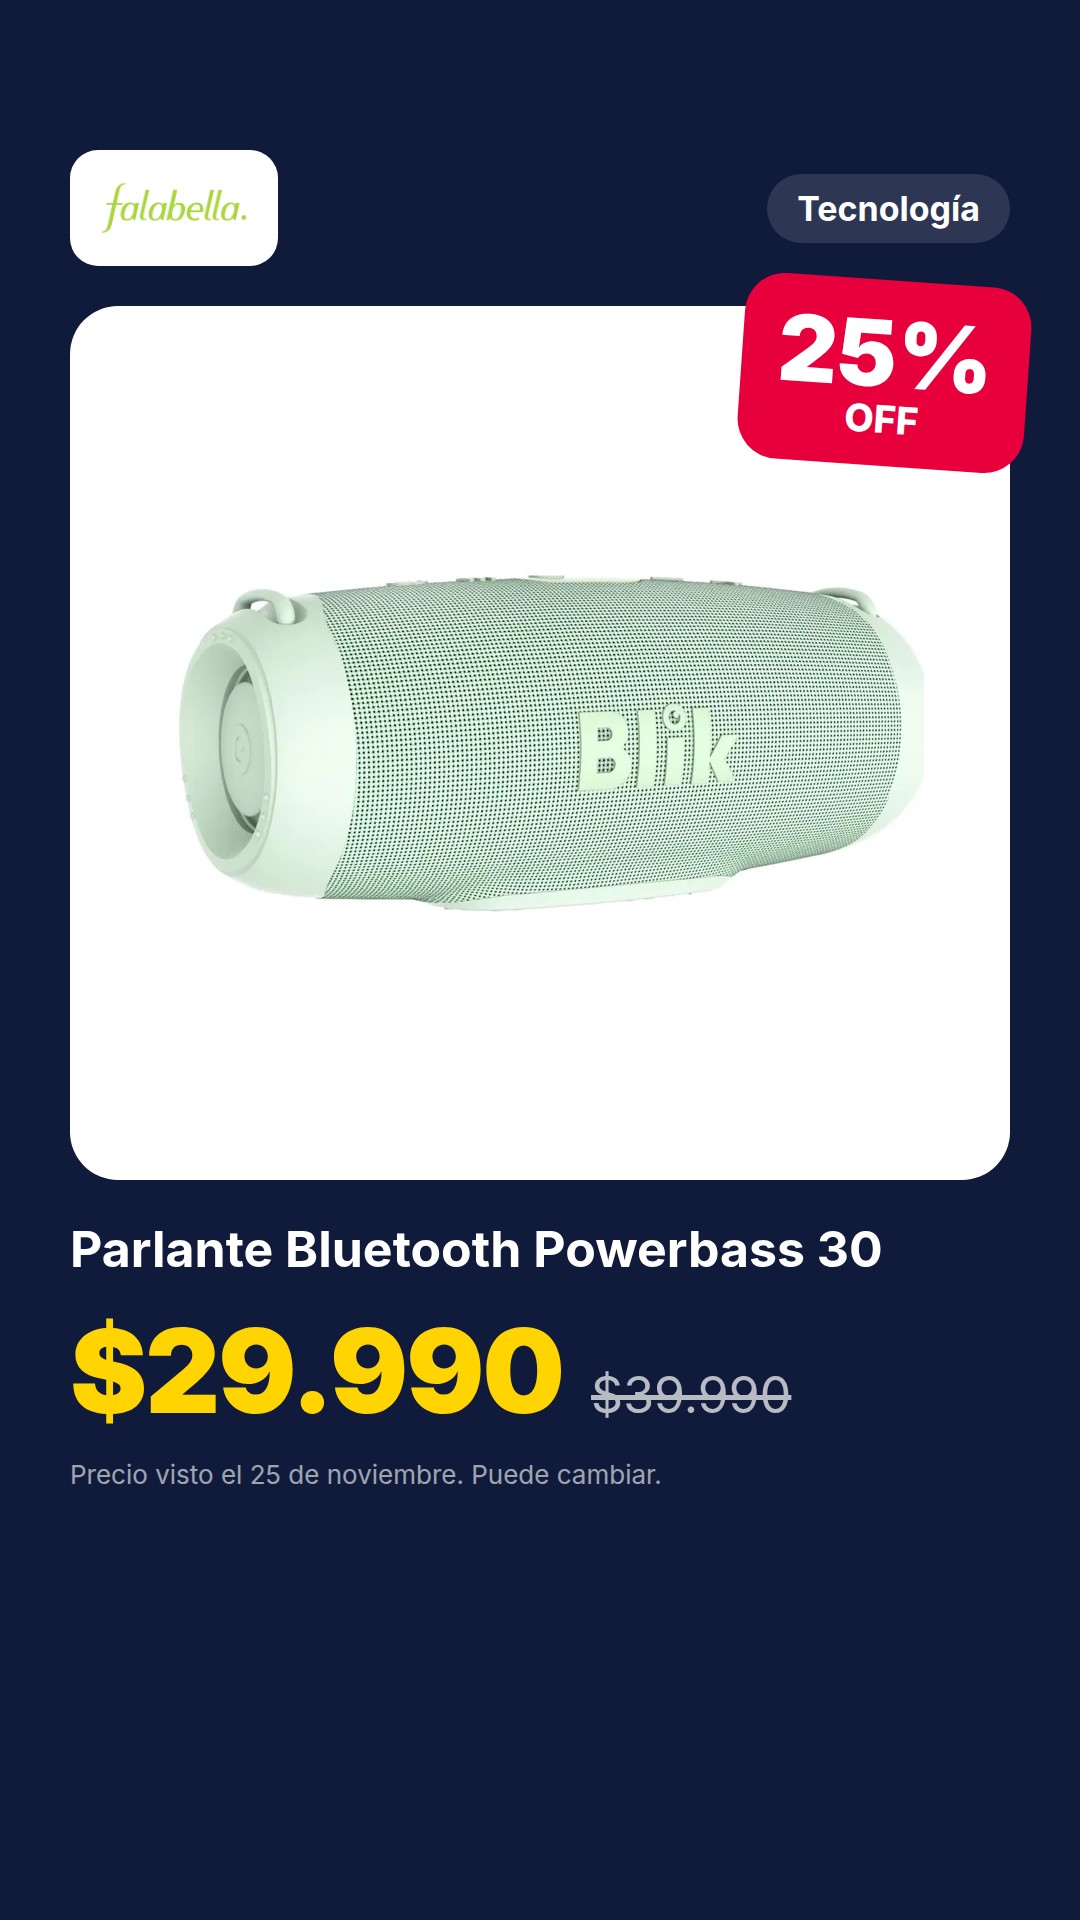 falabella.
Tecnología
25%
OFF
Blik
Parlante Bluetooth Powerbass 30
$29.990 $39.990
Precio visto el 25 de noviembre. Puede cambiar.